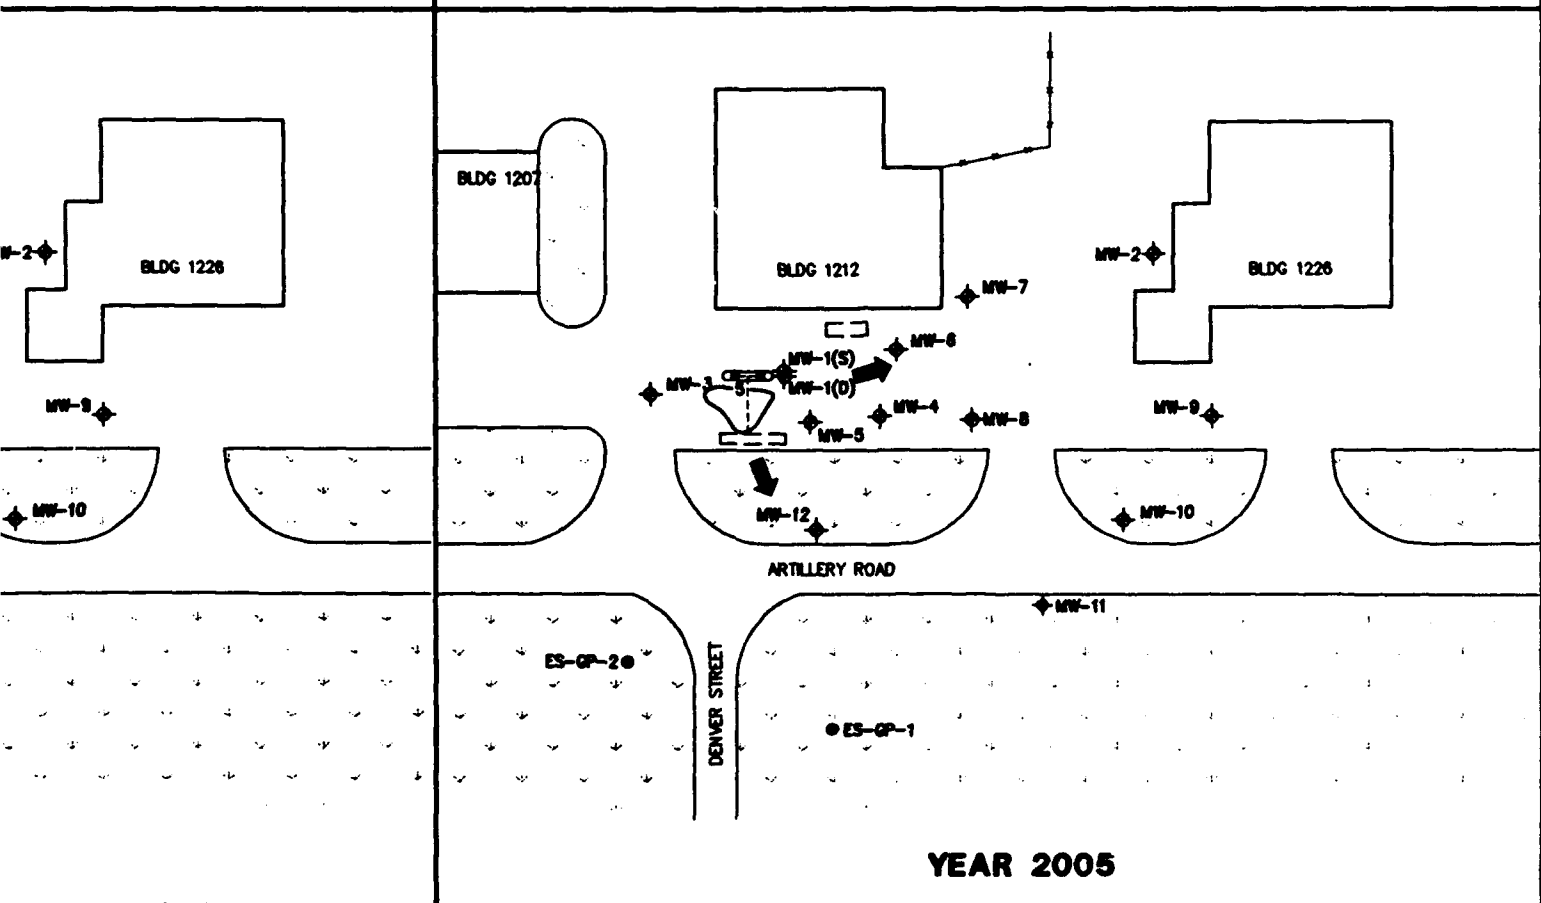 BLDG 1226
W-2
MW-9
MW-10
BLDG 1207
BLDG 1212
BLDG 1226
MW-2
MW-7
MW-6
MW-1(S)
MW-1(D)
MW-3
5
MW-4
MW-8
MW-9
MW-5
MW-12
MW-10
ARTILLERY ROAD
MW-11
ES-GP-2
DENVER STREET
ES-GP-1
YEAR 2005